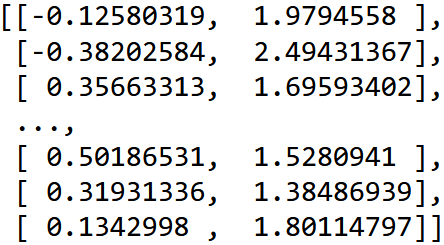 [[-0.12580319,  1.9794558 ],
 [-0.38202584,  2.49431367],
 [ 0.35663313,  1.69593402],
 ...,
 [ 0.50186531,  1.5280941 ],
 [ 0.31931336,  1.38486939],
 [ 0.1342998 ,  1.80114797]]